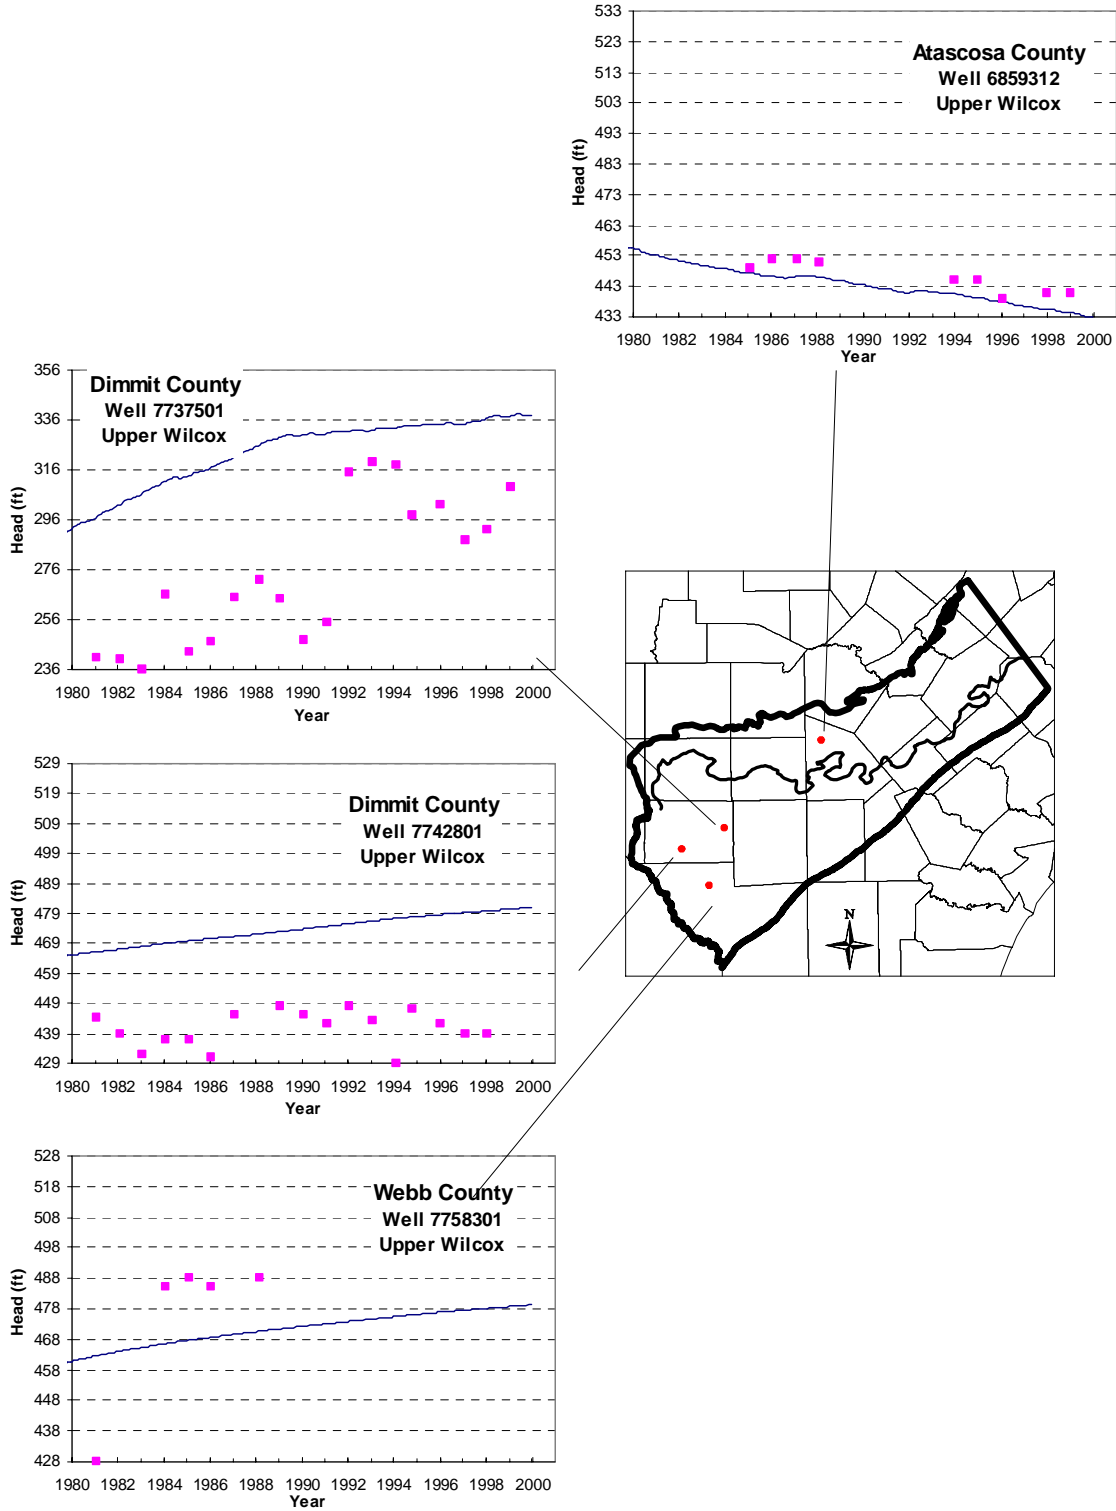 533
523
513
503
493
483
473
463
453
443
433
Head (ft)
Atascosa County
Well 6859312
Upper Wilcox
1980 1982 1984 1986 1988 1990 1992 1994 1996 1998 2000
Year
356
336
316
296
276
256
236
Head (ft)
Dimmit County
Well 7737501
Upper Wilcox
1980 1982 1984 1986 1988 1990 1992 1994 1996 1998 2000
Year
529
519
509
499
489
479
469
459
449
439
429
Head (ft)
Dimmit County
Well 7742801
Upper Wilcox
1980 1982 1984 1986 1988 1990 1992 1994 1996 1998 2000
Year
N
528
518
508
498
488
478
468
458
448
438
428
Head (ft)
Webb County
Well 7758301
Upper Wilcox
1980 1982 1984 1986 1988 1990 1992 1994 1996 1998 2000
Year